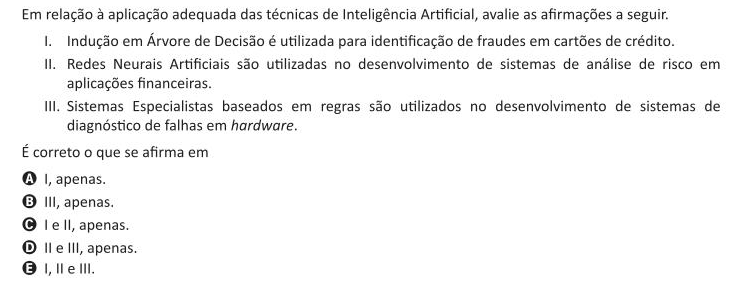 Em relação à aplicação adequada das técnicas de Inteligência Artificial, avalie as afirmações a seguir.
I. Indução em Árvore de Decisão é utilizada para identificação de fraudes em cartões de crédito.
II. Redes Neurais Artificiais são utilizadas no desenvolvimento de sistemas de análise de risco em
aplicações financeiras.
III. Sistemas Especialistas baseados em regras são utilizados no desenvolvimento de sistemas de
diagnóstico de falhas em hardware.
É correto o que se afirma em
A I, apenas.
B III, apenas.
C I e II, apenas.
D II e III, apenas.
E I, II e III.